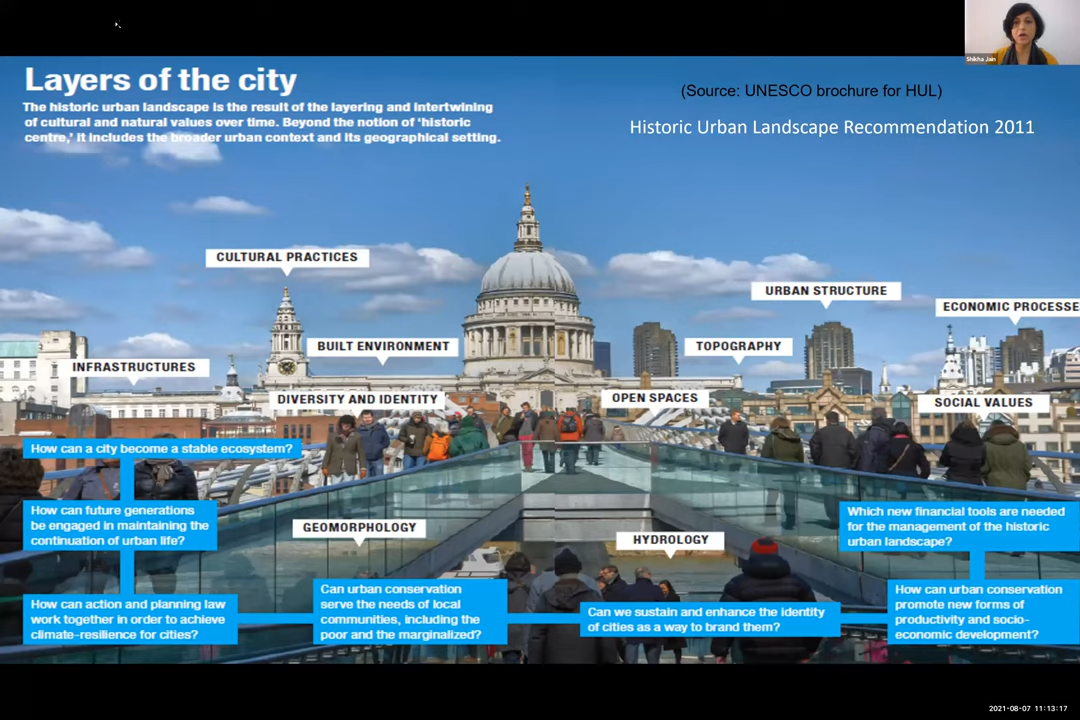 Shikha Jain
Layers of the city
The historic urban landscape is the result of the layering and intertwining
of cultural and natural values over time. Beyond the notion of ‘historic
centre,’ it includes the broader urban context and its geographical setting.
(Source: UNESCO brochure for HUL)
Historic Urban Landscape Recommendation 2011
CULTURAL PRACTICES
URBAN STRUCTURE
ECONOMIC PROCESSE
BUILT ENVIRONMENT
TOPOGRAPHY
INFRASTRUCTURES
DIVERSITY AND IDENTITY
OPEN SPACES
SOCIAL VALUES
How can a city become a stable ecosystem?
How can future generations
be engaged in maintaining the
continuation of urban life?
GEOMORPHOLOGY
HYDROLOGY
Which new financial tools are needed
for the management of the historic
urban landscape?
How can action and planning law
work together in order to achieve
climate-resilience for cities?
Can urban conservation
serve the needs of local
communities, including the
poor and the marginalized?
Can we sustain and enhance the identity
of cities as a way to brand them?
How can urban conservation
promote new forms of
productivity and socio-
economic development?
2021-08-07 11:13:17